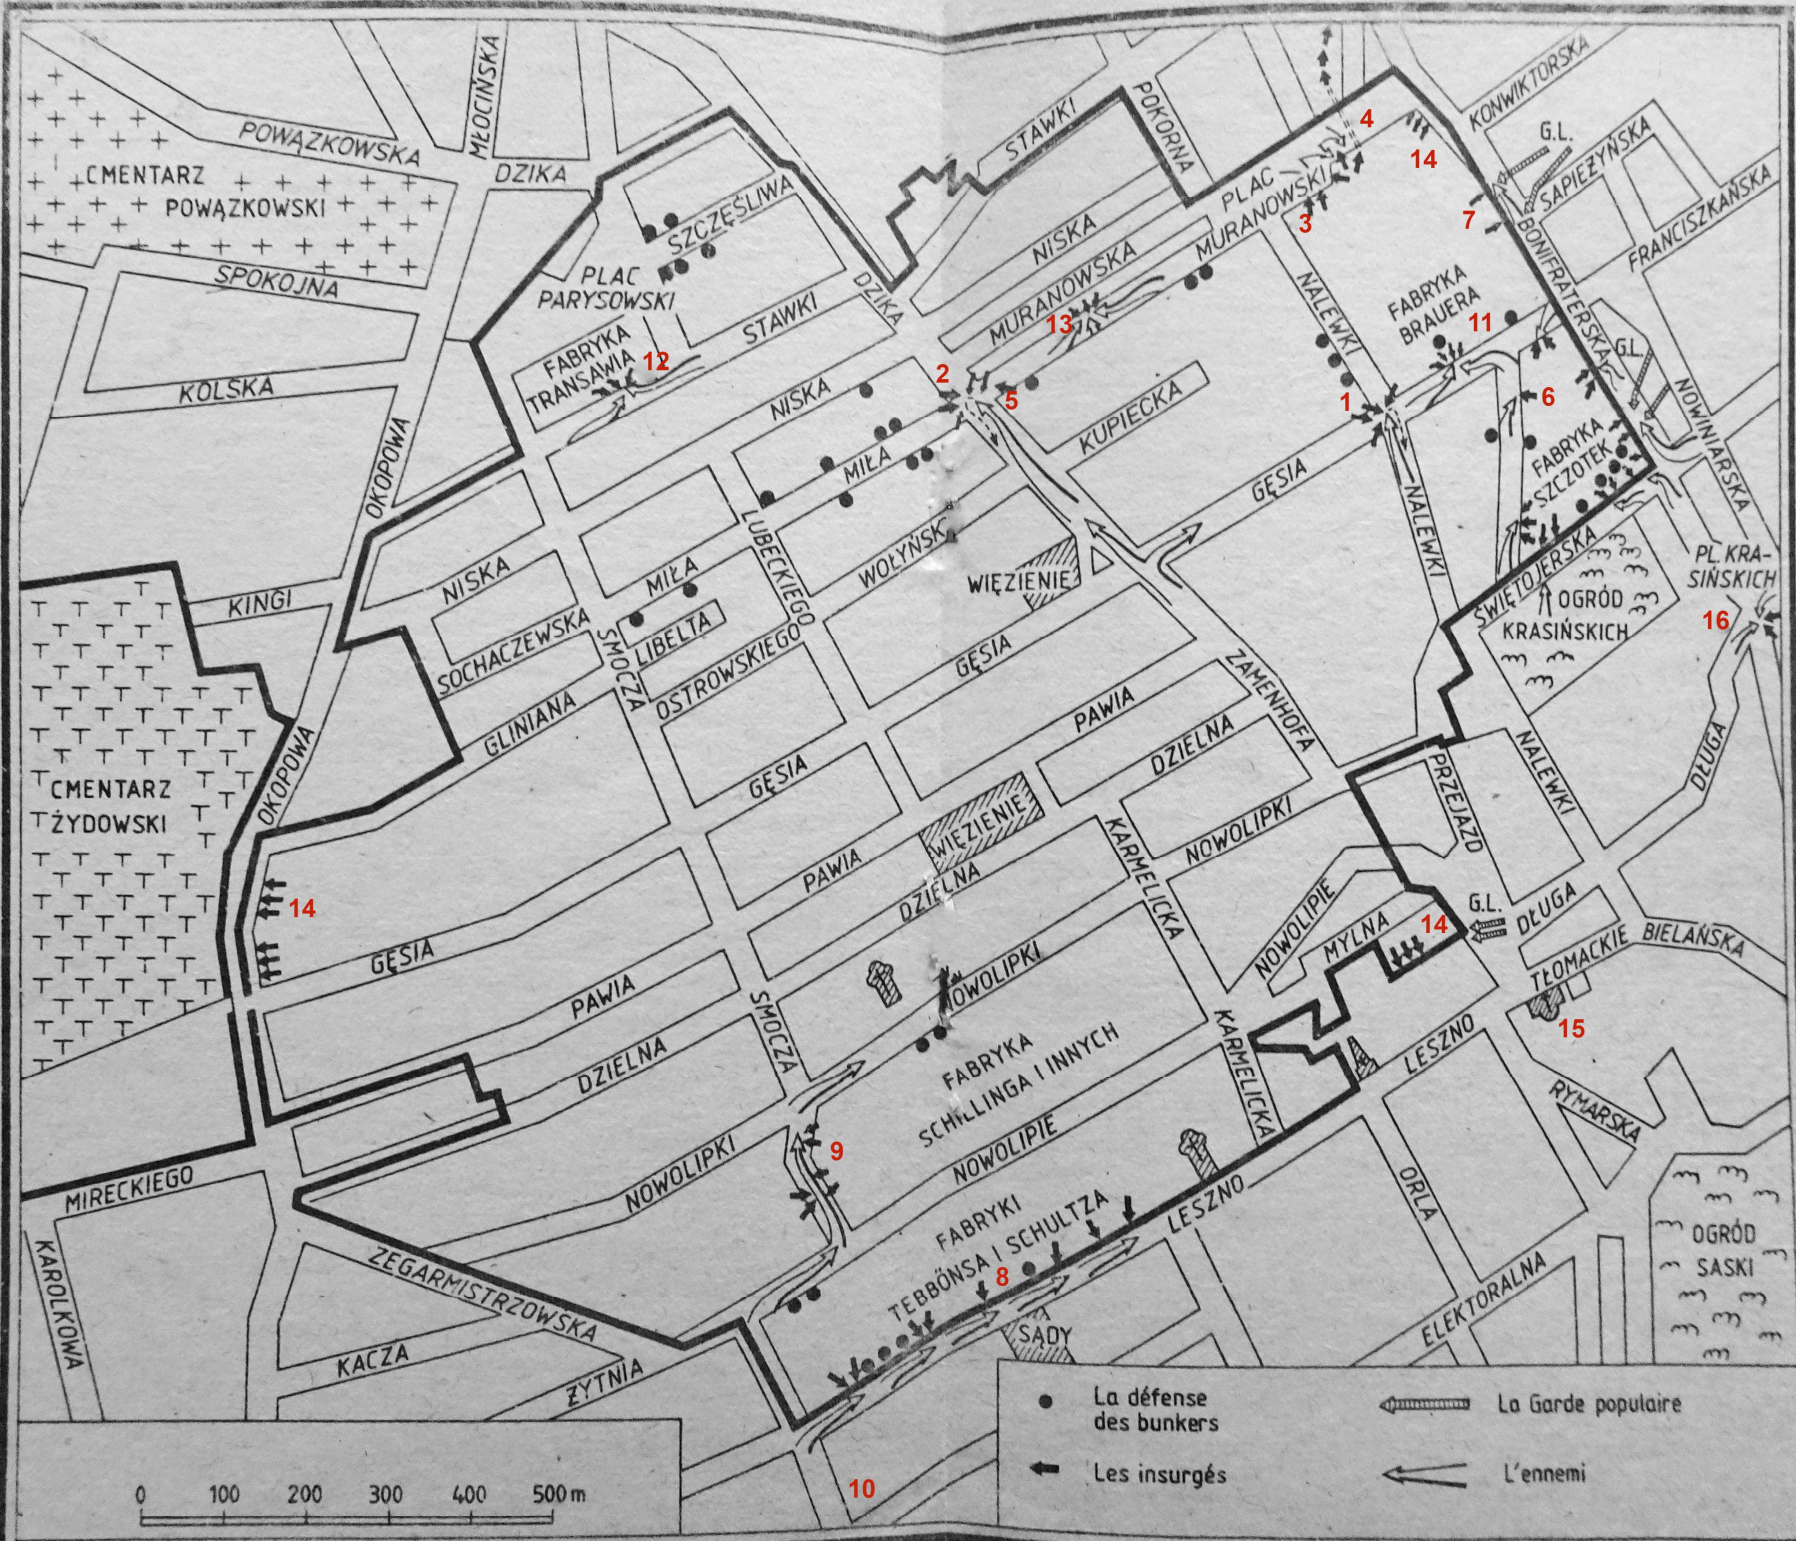 POWĄZKOWSKA
MŁOCIŃSKA
DZIKA
CMENTARZ
POWĄZKOWSKI
SPOKOJNA
KOLSKA
OKOPOWA
STAWKI
POKORNA
KONWIKTORSKA
G.L.
SAPIEŻYŃSKA
FRANCISZKAŃSKA
BONIFRATERSKA
4
14
7
3
PLAC
MURANOWSKI
SZCZĘŚLIWA
PLAC
PARYSOWSKI
FABRYKA
TRANSAWIA
12
STAWKI
DZIKA
NISKA
MURANOWSKA
13
NALEWKI
FABRYKA
BRAUERA
11
G.L.
NOWINIARSKA
2
5
1
6
NISKA
MIŁA
KUPIECKA
GĘSIA
FABRYKA
SZCZOTEK
NALEWKI
LUBECKIEGO
WOŁYŃSK
WIĘZIENIE
ŚWIĘTOJERSKA
PL. KRA-
SIŃSKICH
16
OGRÓD
KRASIŃSKICH
KINGI
NISKA
MIŁA
SOCHACZEWSKA
SMOCZA
LIBELTA
OSTROWSKIEGO
GLINIANA
GĘSIA
ZAMENHOFA
PAWIA
DZIELNA
GĘSIA
CMENTARZ
ŻYDOWSKI
OKOPOWA
14
WIĘZIENIE
PAWIA
DZIELNA
KARMELICKA
NOWOLIPKI
PRZEJAZD
NALEWKI
DŁUGA
NOWOLIPIE
MYLNA
14
G.L.
DŁUGA
TŁOMACKIE
BIELAŃSKA
15
GĘSIA
PAWIA
DZIELNA
SMOCZA
NOWOLIPKI
FABRYKA
SCHILLINGA I INNYCH
KARMELICKA
LESZNO
RYMARSKA
NOWOLIPIE
9
NOWOLIPKI
MIRECKIEGO
KAROLKOWA
ZEGARMISTRZOWSKA
KACZA
ŻYTNIA
FABRYKI
TEBBÖNSA I SCHULTZA
8
LESZNO
ORLA
SĄDY
ELEKTORALNA
OGRÓD
SASKI
10
La défense
des bunkers
Les insurgés
La Garde populaire
L'ennemi
0 100 200 300 400 500 m